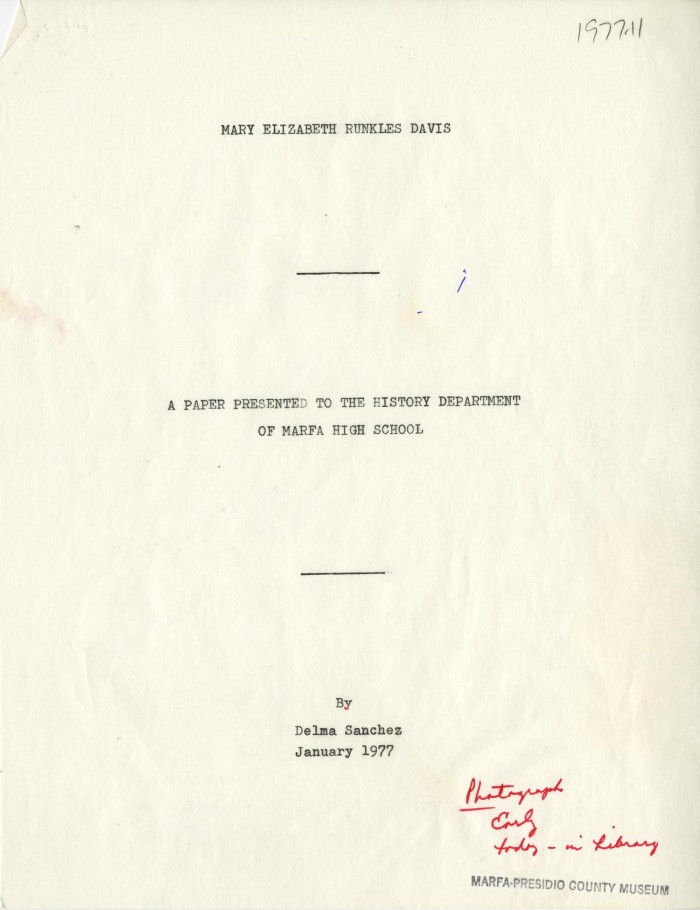 1977.11
MARY ELIZABETH RUNKLES DAVIS
A PAPER PRESENTED TO THE HISTORY DEPARTMENT
OF MARFA HIGH SCHOOL
By
Delma Sanchez
January 1977
Photograph
Early
today - in Library
MARFA-PRESIDIO COUNTY MUSEUM